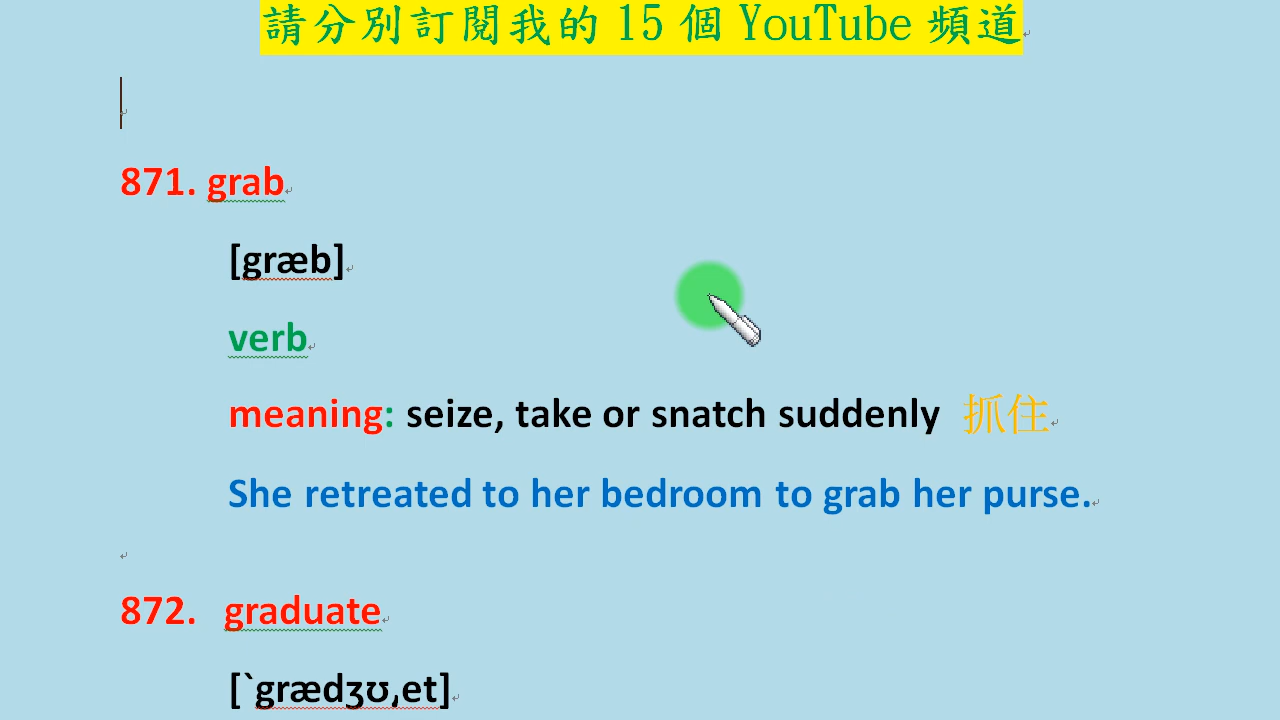 請分別訂閱我的 15 個 YouTube 頻道
871. grab
[græb]
verb
meaning: seize, take or snatch suddenly 抓住
She retreated to her bedroom to grab her purse.
872. graduate
[`grædʒʊ,et]